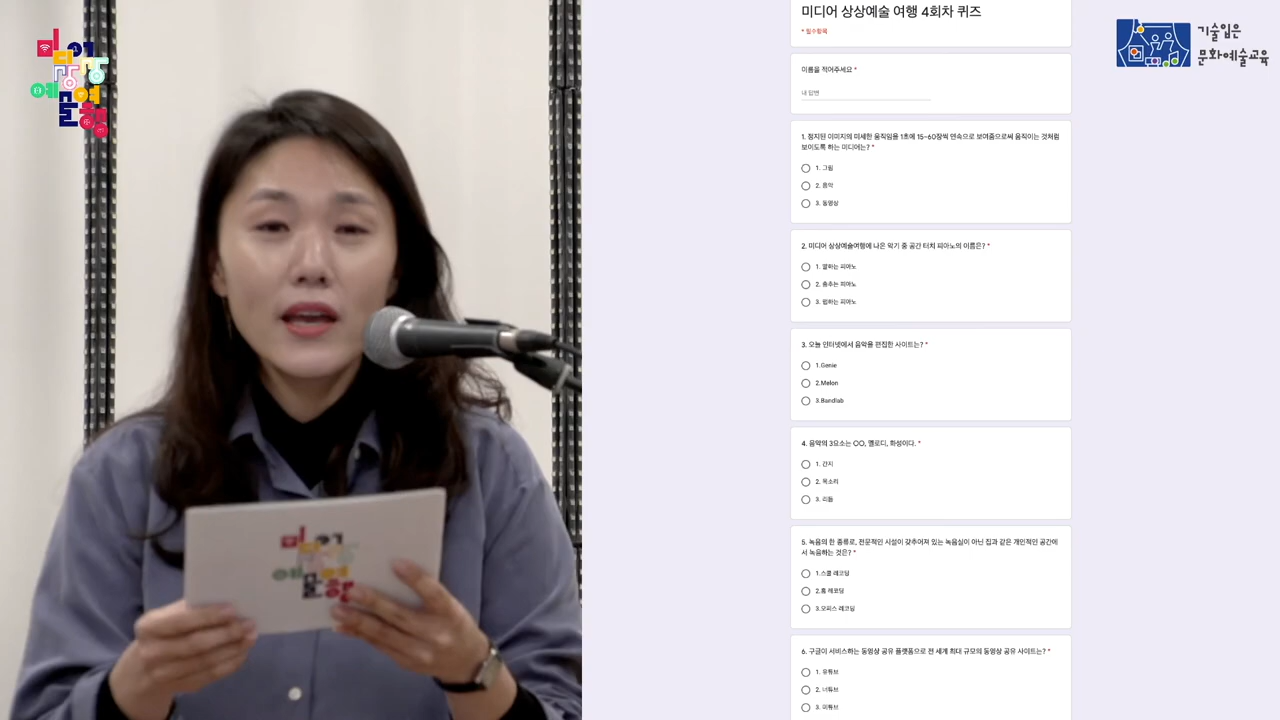 미디어 상상예술 여행 4회차 퀴즈
* 필수항목
기술입은
문화예술교육
이름을 적어주세요 *
내 답변
1. 정지된 이미지의 미세한 움직임을 1초에 15-60장씩 연속으로 보여줌으로써 움직이는 것처럼
보이도록 하는 미디어는? *
1. 그림
2. 음악
3. 동영상
2. 미디어 상상예술여행에 나온 악기 중 공간 터치 피아노의 이름은? *
1. 말하는 피아노
2. 춤추는 피아노
3. 랩하는 피아노
3. 오늘 인터넷에서 음악을 편집한 사이트는? *
1.Genie
2.Melon
3.Bandlab
4. 음악의 3요소는 OO, 멜로디, 화성이다. *
1. 간지
2. 목소리
3. 리듬
5. 녹음의 한 종류로, 전문적인 시설이 갖추어져 있는 녹음실이 아닌 집과 같은 개인적인 공간에
서 녹음하는 것은? *
1.스쿨 레코딩
2.홈 레코딩
3.오피스 레코딩
6. 구글이 서비스하는 동영상 공유 플랫폼으로 전 세계 최대 규모의 동영상 공유 사이트는? *
1. 유튜브
2. 너튜브
3. 이튜브